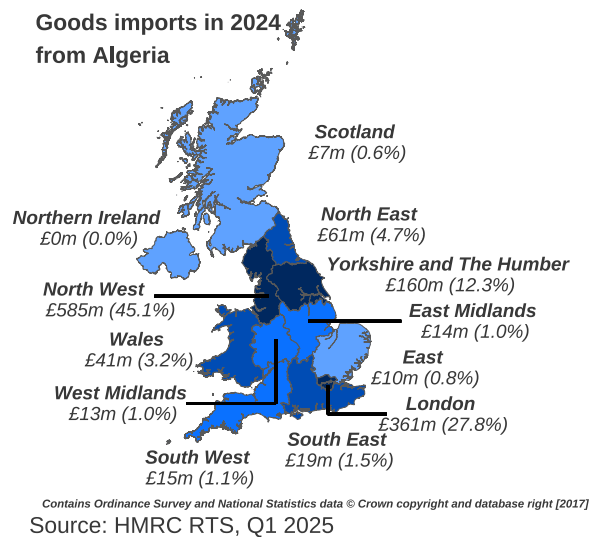 Goods imports in 2024
from Algeria
Scotland
£7m (0.6%)
Northern Ireland
£0m (0.0%)
North East
£61m (4.7%)
Yorkshire and The Humber
£160m (12.3%)
North West
£585m (45.1%)
East Midlands
£14m (1.0%)
Wales
£41m (3.2%)
East
£10m (0.8%)
West Midlands
£13m (1.0%)
London
£361m (27.8%)
South East
£19m (1.5%)
South West
£15m (1.1%)
Contains Ordinance Survey and National Statistics data © Crown copyright and database right [2017]
Source: HMRC RTS, Q1 2025